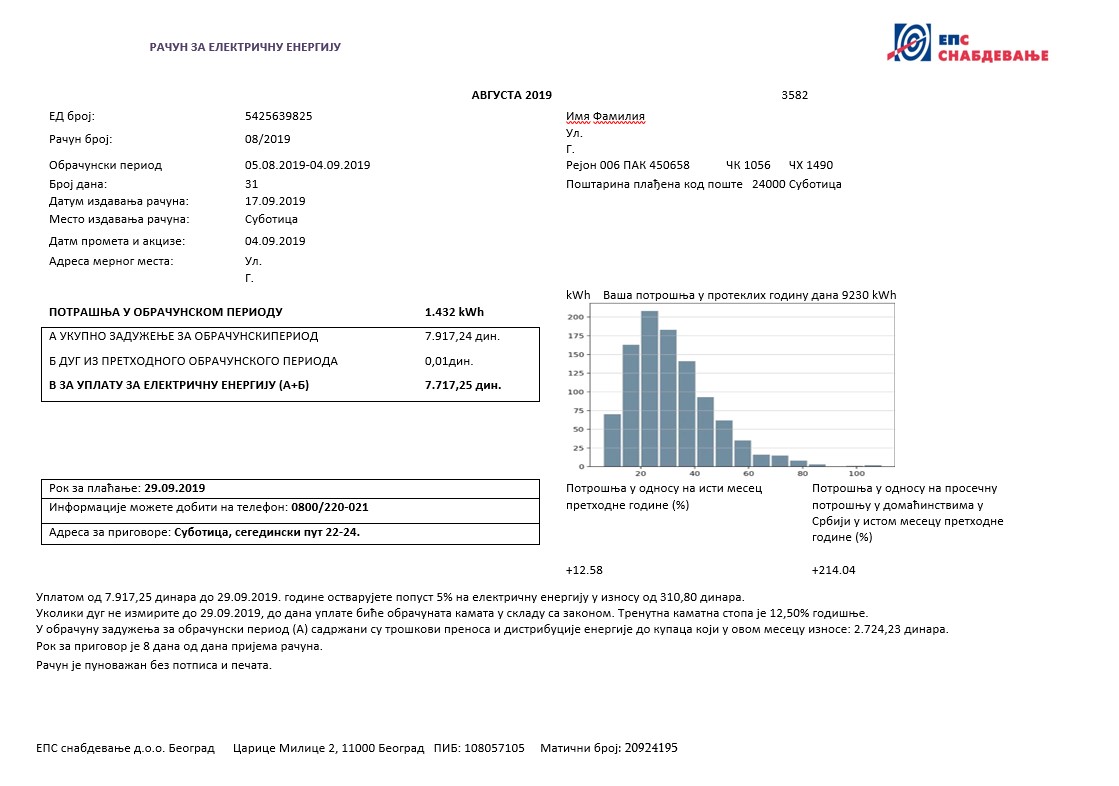 РАЧУН ЗА ЕЛЕКТРИЧНУ ЕНЕРГИЈУ
ЕПС
СНАБДЕВАЊЕ
АВГУСТА 2019 3582
ЕД број: 5425639825
Рачун број: 08/2019
Обрачунски период 05.08.2019-04.09.2019
Број дана: 31
Датум издавања рачуна: 17.09.2019
Место издавања рачуна: Суботица
Датм промета и акцизе: 04.09.2019
Адреса мерног места: Ул.
Г.
Имя Фамилия
Ул.
Г.
Рејон 006 ПАК 450658 ЧК 1056 ЧХ 1490
Поштарина плаћена код поште 24000 Суботица
ПОТРАШЊА У ОБРАЧУНСКОМ ПЕРИОДУ 1.432 kWh
А УКУПНО ЗАДУЖЕЊЕ ЗА ОБРАЧУНСКИПЕРИОД 7.917,24 дин.
Б ДУГ ИЗ ПРЕТХОДНОГ ОБРАЧУНСКОГ ПЕРИОДА 0,01дин.
В ЗА УПЛАТУ ЗА ЕЛЕКТРИЧНУ ЕНЕРГИЈУ (А+Б) 7.717,25 дин.
kWh Ваша потрошња у протеклих годину дана 9230 kWh
200
175
150
125
100
75
50
25
0
20 40 60 80 100
Рок за плаћање: 29.09.2019
Информације можете добити на телефон: 0800/220-021
Адреса за приговоре: Суботица, сегедински пут 22-24.
Потрошња у односу на исти месец
претходне године (%)
+12.58
Потрошња у односу на просечну
потрошњу у домаћинствима у
Србији у истом месецу претходне
године (%)
+214.04
Уплатом од 7.917,25 динара до 29.09.2019. године остварујете попуст 5% на електричну енергију у износу од 310,80 динара.
Уколики дуг не измирите до 29.09.2019, до дана уплате биће обрачуната камата у складу са законом. Тренутна каматна стопа је 12,50% годишње.
У обрачуну задужења за обрачунски период (А) садржани су трошкови преноса и дистрибуције енергије до купаца који у овом месецу износе: 2.724,23 динара.
Рок за приговор је 8 дана од дана пријема рачуна.
Рачун је пуноважан без потписа и печата.
ЕПС снабдевање д.о.о. Београд Царице Милице 2, 11000 Београд ПИБ: 108057105 Матични број: 20924195